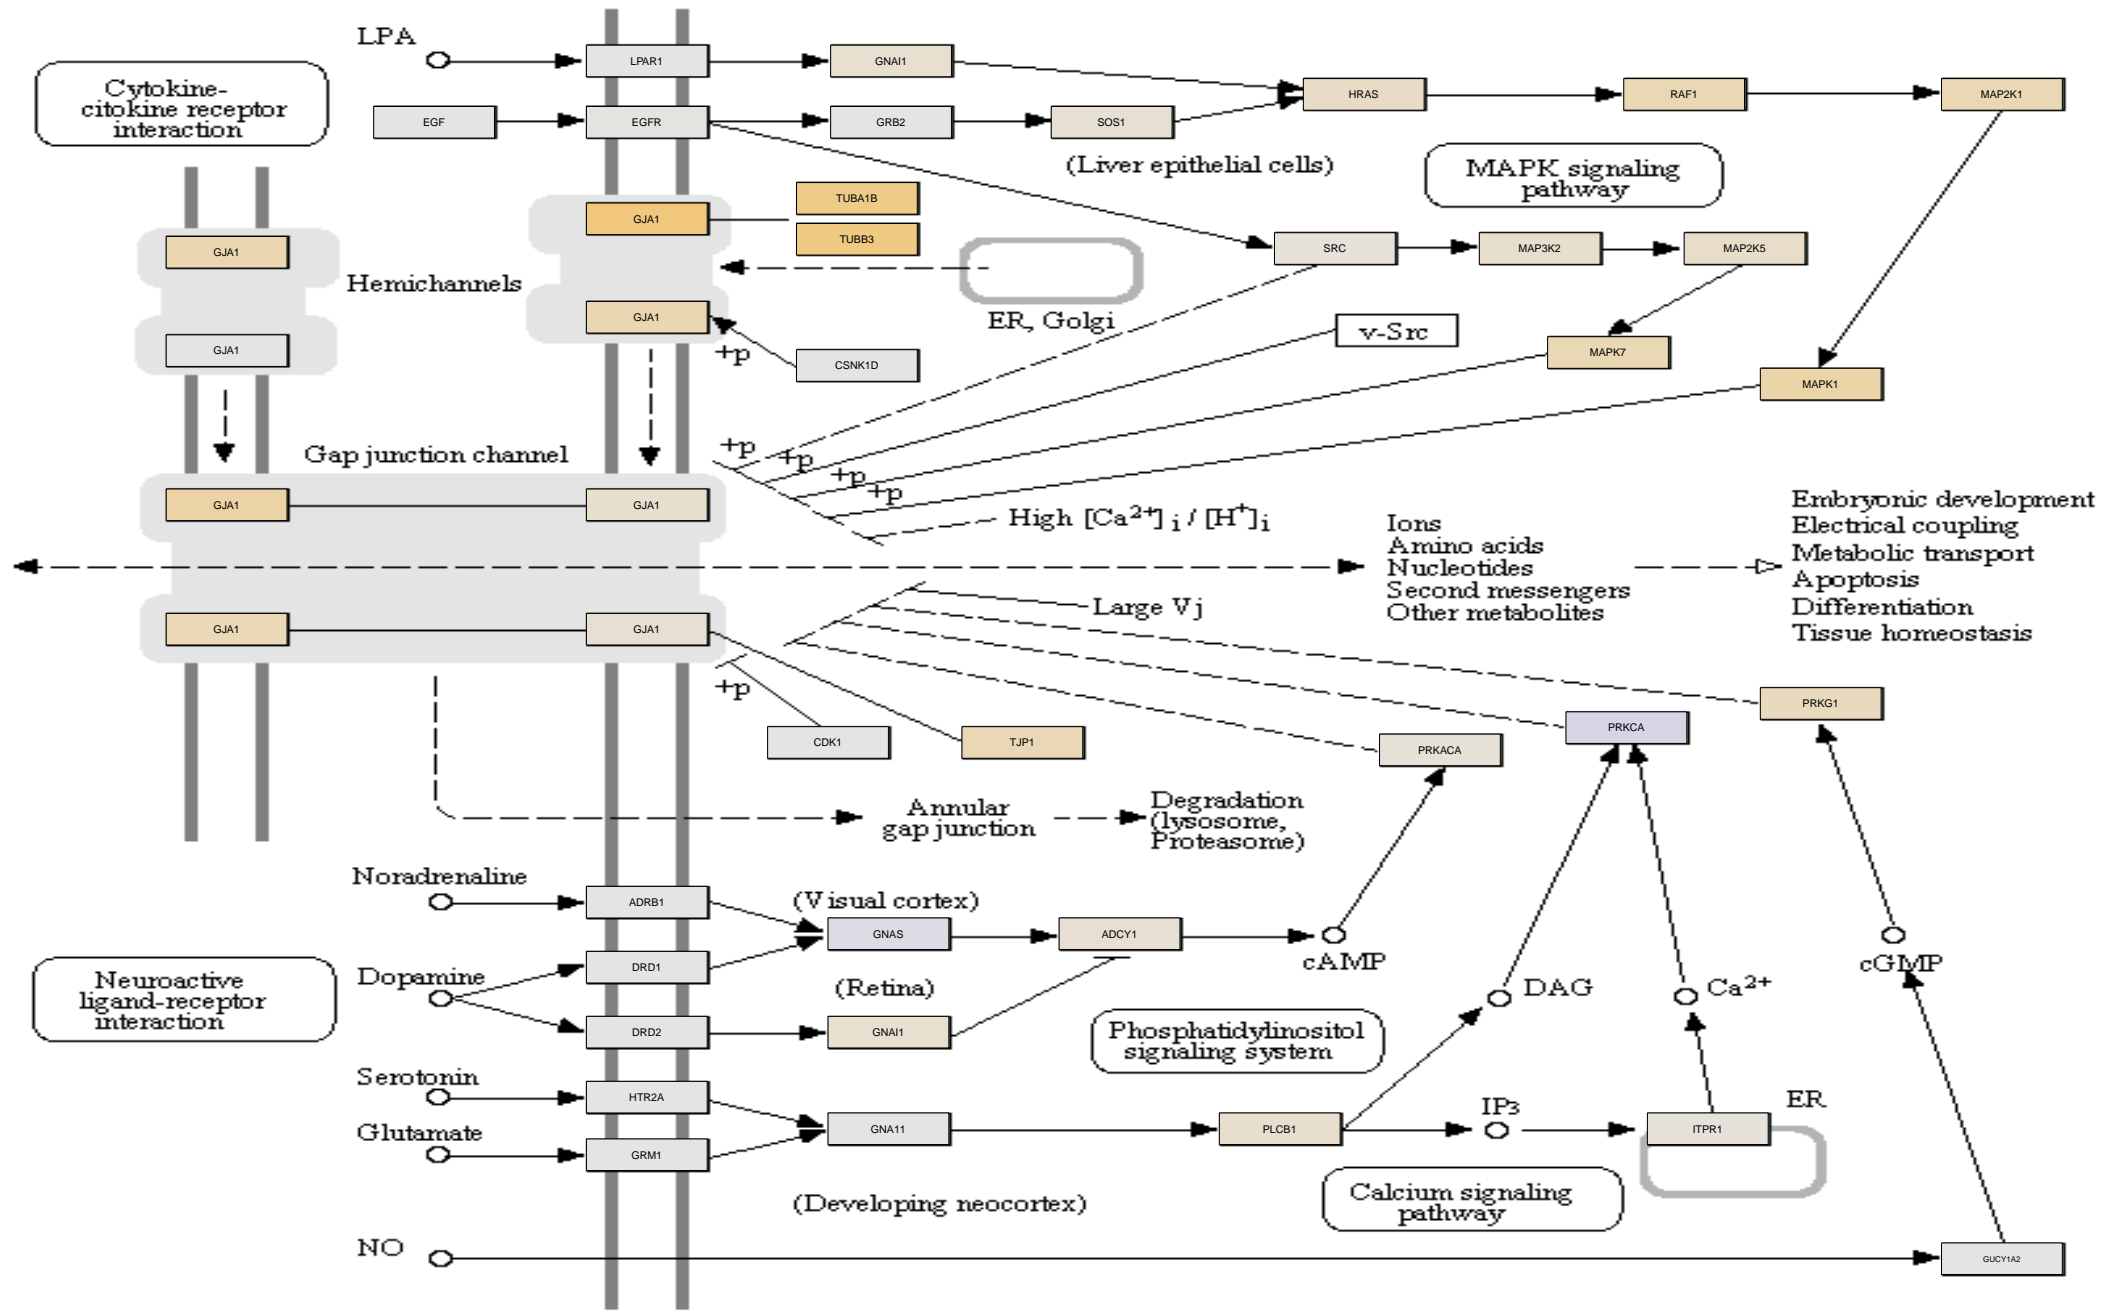 LPA
LPAR1
GNAI1
Cytokine-
citokine receptor
interaction
HRAS
RAF1
MAP2K1
EGF
EGFR
GRB2
SOS1
(Liver epithelial cells)
MAPK signaling
pathway
TUBA1B
GJA1
TUBB3
GJA1
SRC
MAP3K2
MAP2K5
Hemichannels
GJA1
ER, Golgi
v-Src
GJA1
+p
CSNK1D
MAPK7
MAPK1
Gap junction channel
+p
+p
+p
+p
GJA1
GJA1
High [Ca²⁺] i / [H⁺]i
Ions
Amino acids
Nucleotides
Second messengers
Other metabolites
Embryonic development
Electrical coupling
Metabolic transport
Apoptosis
Differentiation
Tissue homeostasis
Large Vj
GJA1
GJA1
+p
CDK1
TJP1
PRKACA
PRKCA
PRKG1
Annular
gap junction
Degradation
(lysosome,
Proteasome)
Noradrenaline
ADRB1
(Visual cortex)
GNAS
ADCY1
cAMP
cGMP
Neuroactive
ligand-receptor
interaction
Dopamine
DRD1
(Retina)
DAG
Ca²⁺
DRD2
GNAI1
Phosphatidylinositol
signaling system
Serotonin
HTR2A
Glutamate
GRM1
GNA11
PLCB1
IP3
ITPR1
ER
(Developing neocortex)
Calcium signaling
pathway
NO
GUCY1A2